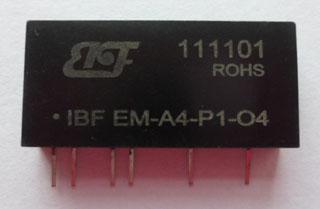 IBF
111101
ROHS
· IBF EM-A4-P1-O4